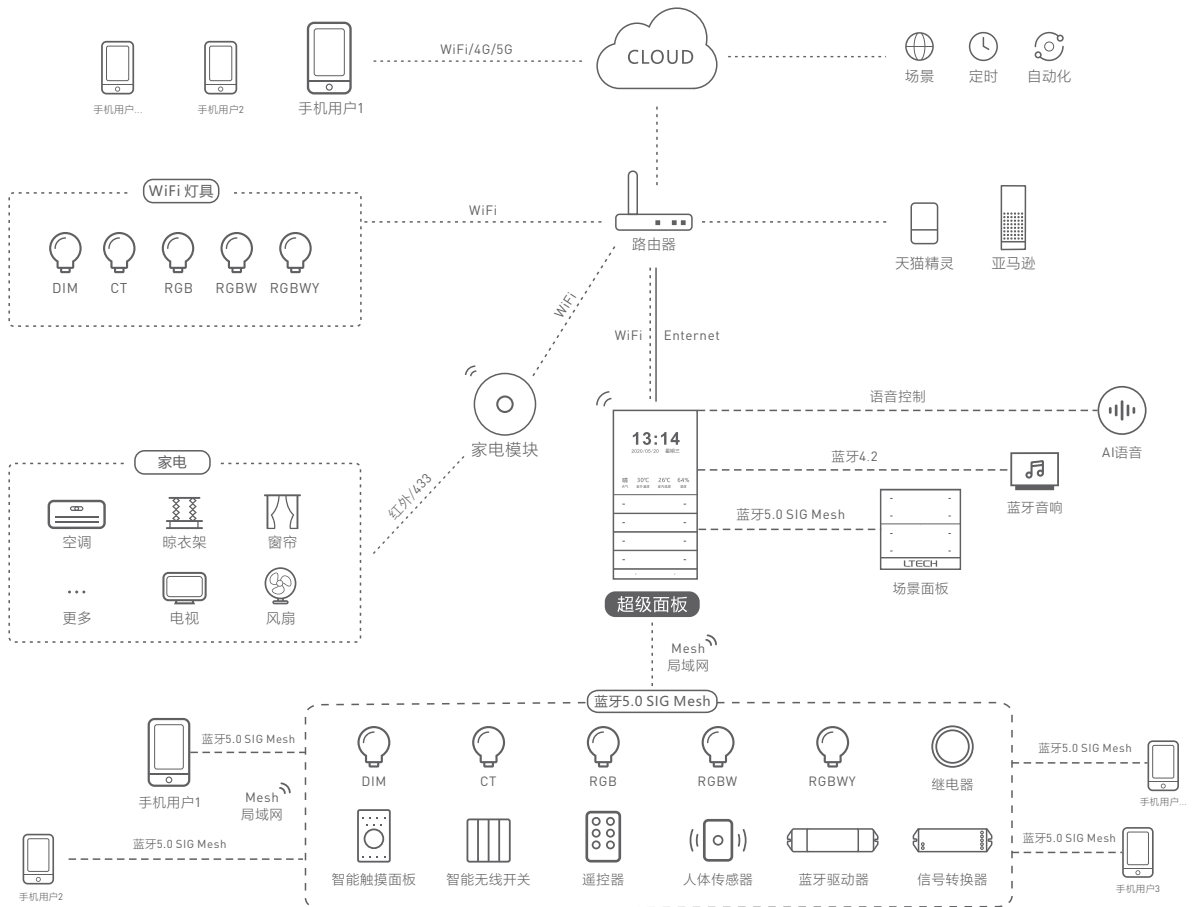 WiFi/4G/5G
CLOUD
手机用户...
手机用户2
手机用户1
场景
定时
自动化
WiFi 灯具
WiFi
DIM
CT
RGB
RGBW
RGBWY
路由器
天猫精灵
亚马逊
WiFi
WiFi
Enternet
家电模块
13:14
2020/05/20 星期三
晴
30℃
26℃
64%
语音控制
AI语音
蓝牙4.2
蓝牙音响
蓝牙5.0 SIG Mesh
LTECH
场景面板
家电
红外/433
空调
晾衣架
窗帘
...
更多
电视
风扇
超级面板
Mesh
局域网
蓝牙5.0 SIG Mesh
手机用户1
蓝牙5.0 SIG Mesh
Mesh
局域网
手机用户2
蓝牙5.0 SIG Mesh
DIM
CT
RGB
RGBW
RGBWY
继电器
智能触摸面板
智能无线开关
遥控器
人体传感器
蓝牙驱动器
信号转换器
蓝牙5.0 SIG Mesh
手机用户...
蓝牙5.0 SIG Mesh
手机用户3